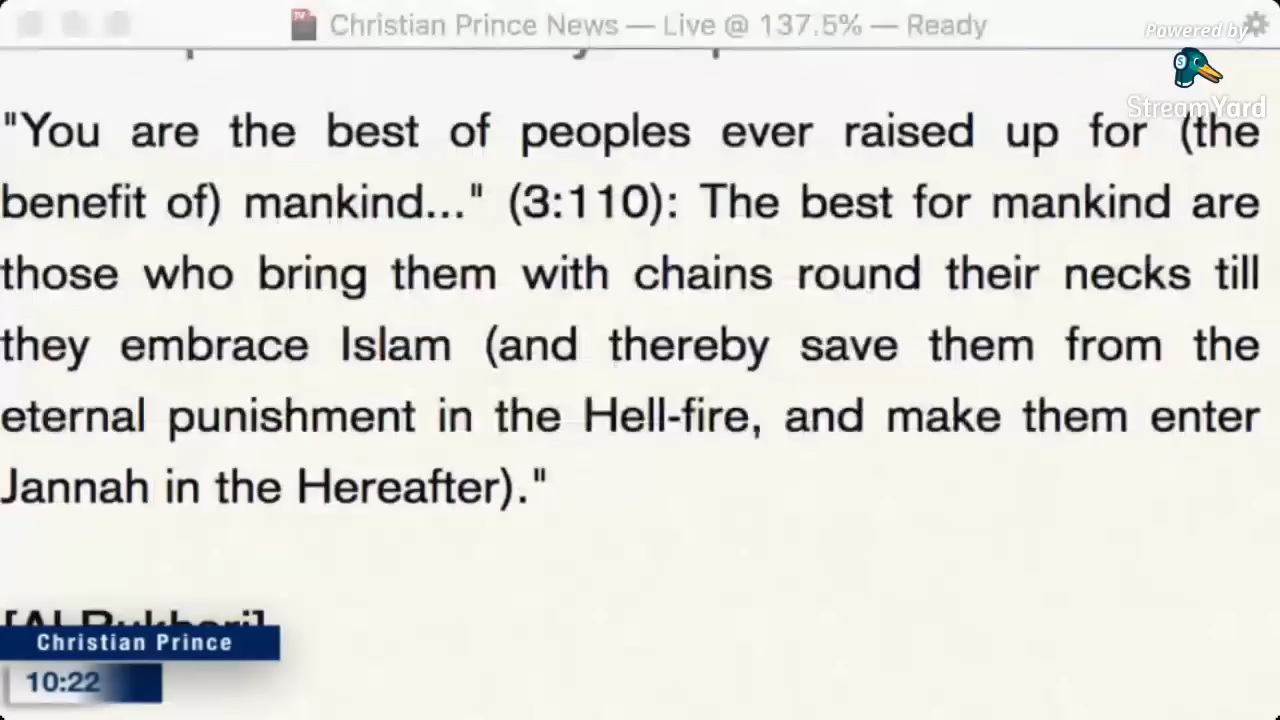 Christian Prince News — Live @ 137.5% — Ready
Powered by
StreamYard
"You are the best of peoples ever raised up for (the
benefit of) mankind..." (3:110): The best for mankind are
those who bring them with chains round their necks till
they embrace Islam (and thereby save them from the
eternal punishment in the Hell-fire, and make them enter
Jannah in the Hereafter)."
[Al-Bukhari]
Christian Prince
10:22